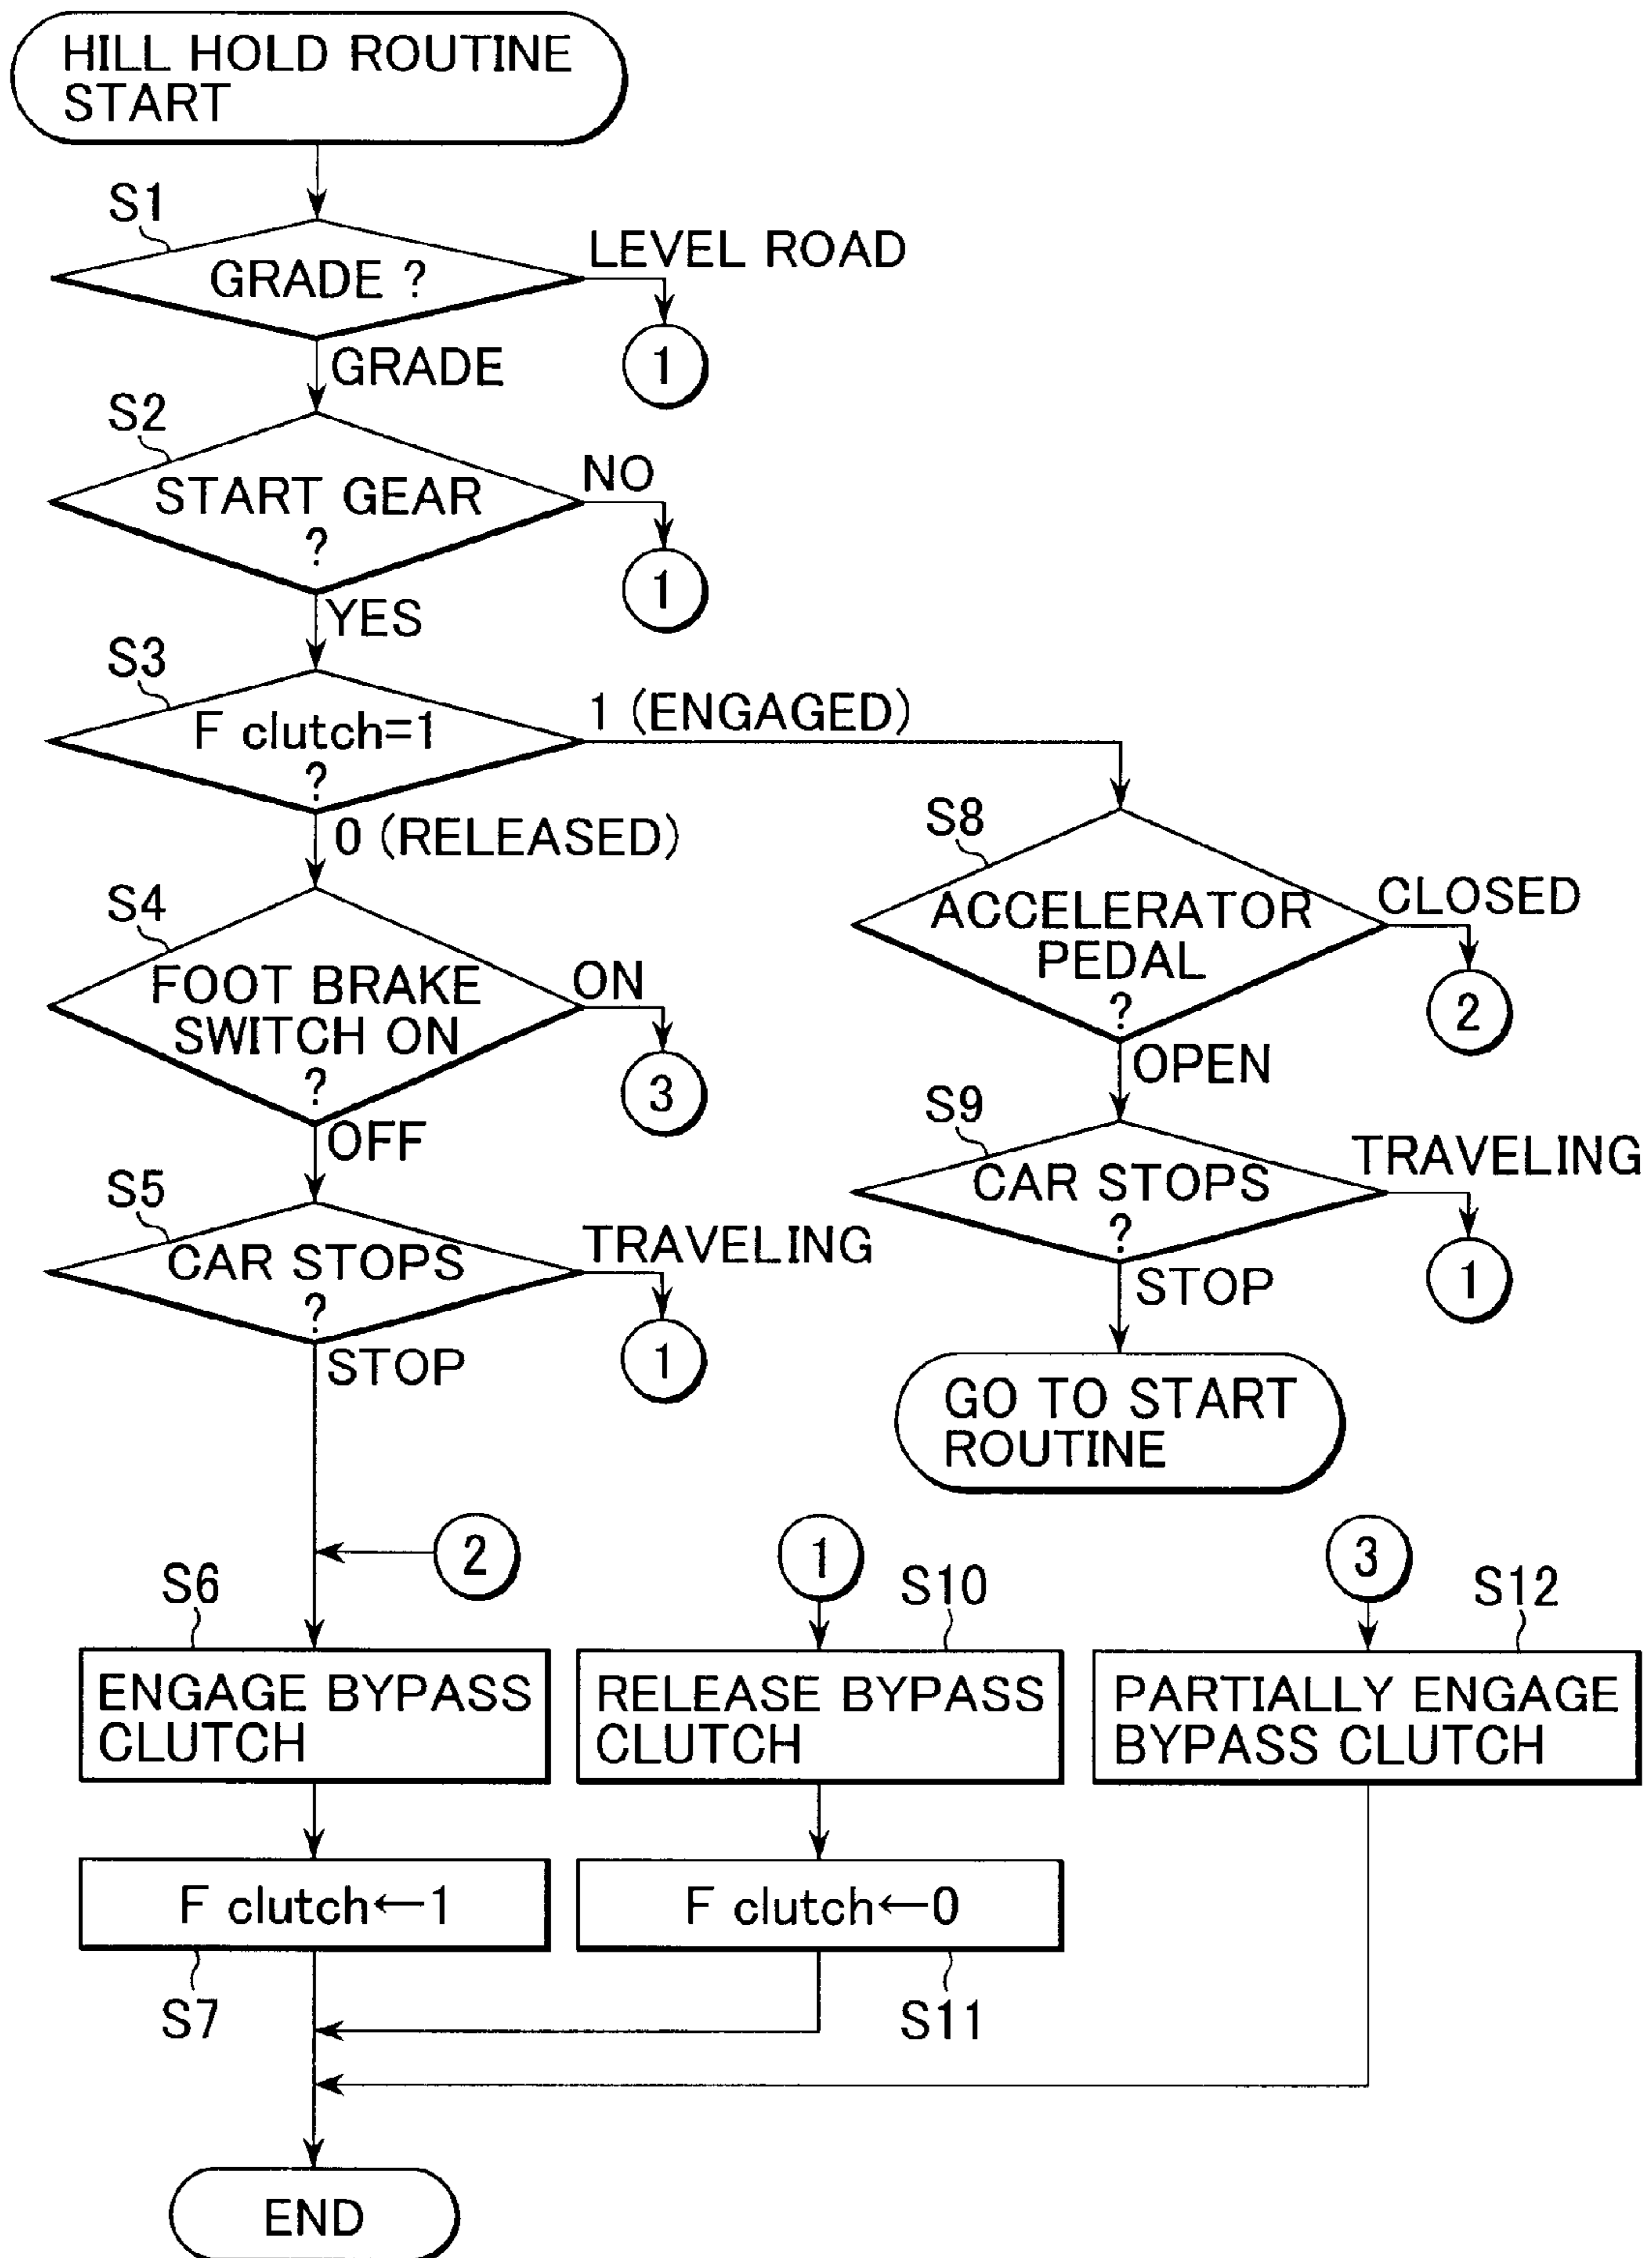 HILL HOLD ROUTINE
START
S1
GRADE ?
LEVEL ROAD
1
GRADE
S2
START GEAR
?
NO
1
YES
S3
F clutch=1
?
1 (ENGAGED)
0 (RELEASED)
S4
FOOT BRAKE
SWITCH ON
?
ON
3
OFF
S5
CAR STOPS
?
TRAVELING
1
STOP
S8
ACCELERATOR
PEDAL
?
CLOSED
2
OPEN
S9
CAR STOPS
?
TRAVELING
1
STOP
GO TO START
ROUTINE
2
S6
ENGAGE BYPASS
CLUTCH
F clutch←1
S7
1
S10
RELEASE BYPASS
CLUTCH
F clutch←0
S11
3
S12
PARTIALLY ENGAGE
BYPASS CLUTCH
END